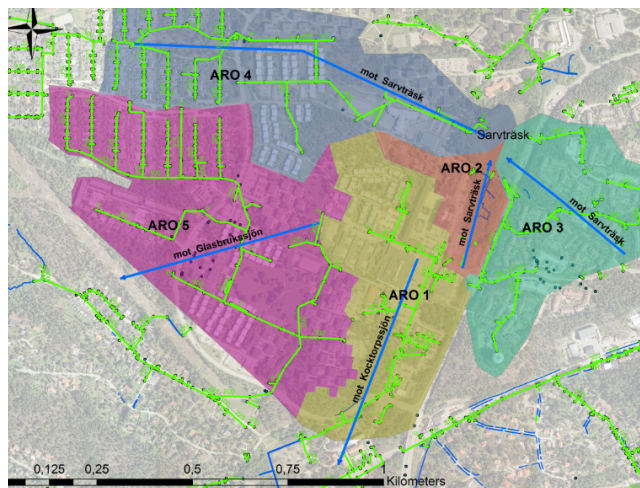 ARO 4
mot Sarvträsk
Sarvträsk
ARO 2
mot Sarvträsk
mot Sarvträsk
ARO 3
ARO 5
mot Glasbrukssjön
ARO 1
mot Kocktorpssjön
0,125 0,25 0,5 0,75 1
Kilometers